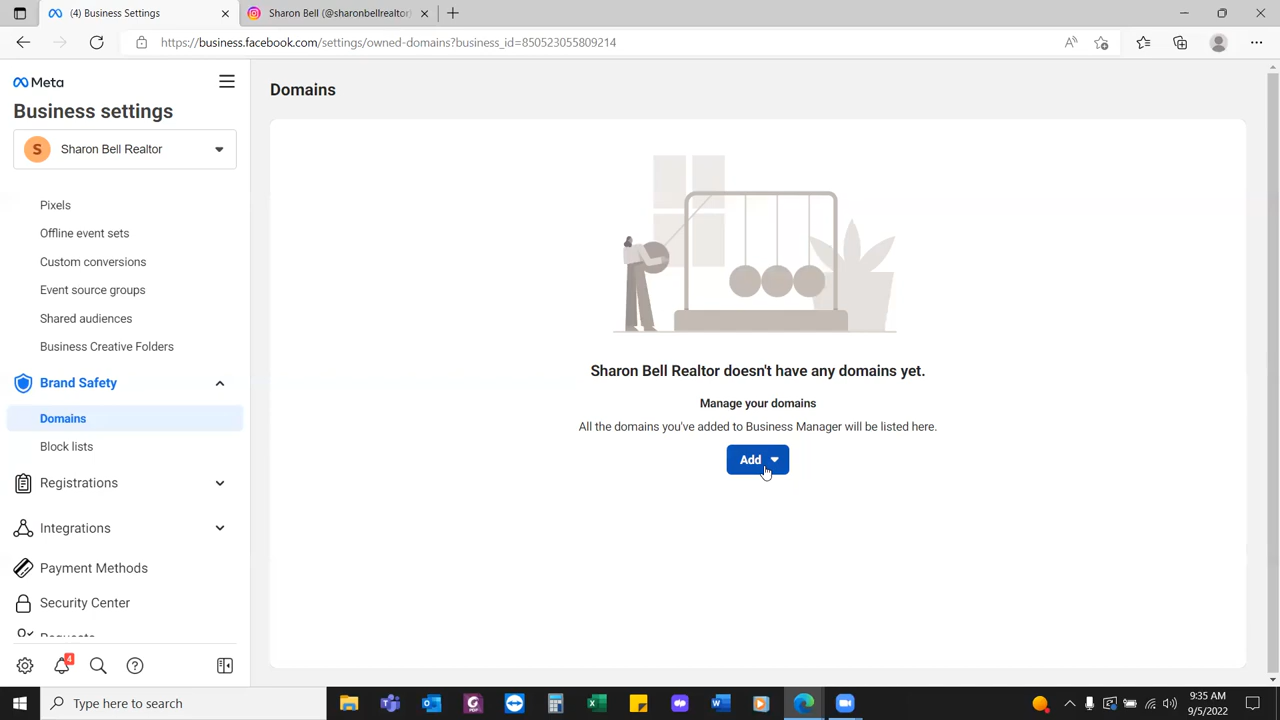 (4) Business Settings
Sharon Bell (@sharonbellrealtor)
https://business.facebook.com/settings/owned-domains?business_id=850523055809214
Meta
Business settings
S Sharon Bell Realtor
Pixels
Offline event sets
Custom conversions
Event source groups
Shared audiences
Business Creative Folders
Brand Safety
Domains
Block lists
Registrations
Integrations
Payment Methods
Security Center
Requests
4
Domains
Sharon Bell Realtor doesn't have any domains yet.
Manage your domains
All the domains you've added to Business Manager will be listed here.
Add
Type here to search
9:35 AM
9/5/2022